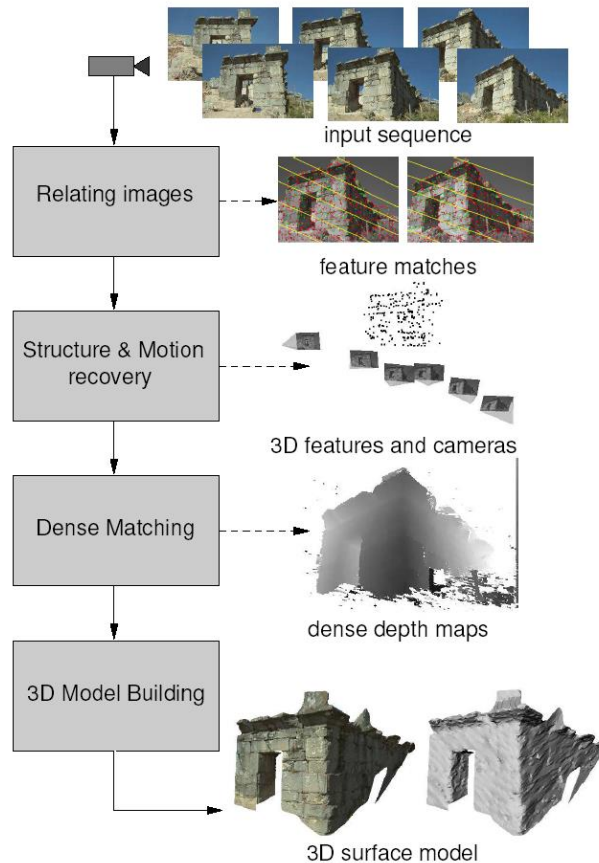 input sequence
Relating images
feature matches
Structure & Motion
recovery
3D features and cameras
Dense Matching
dense depth maps
3D Model Building
3D surface model